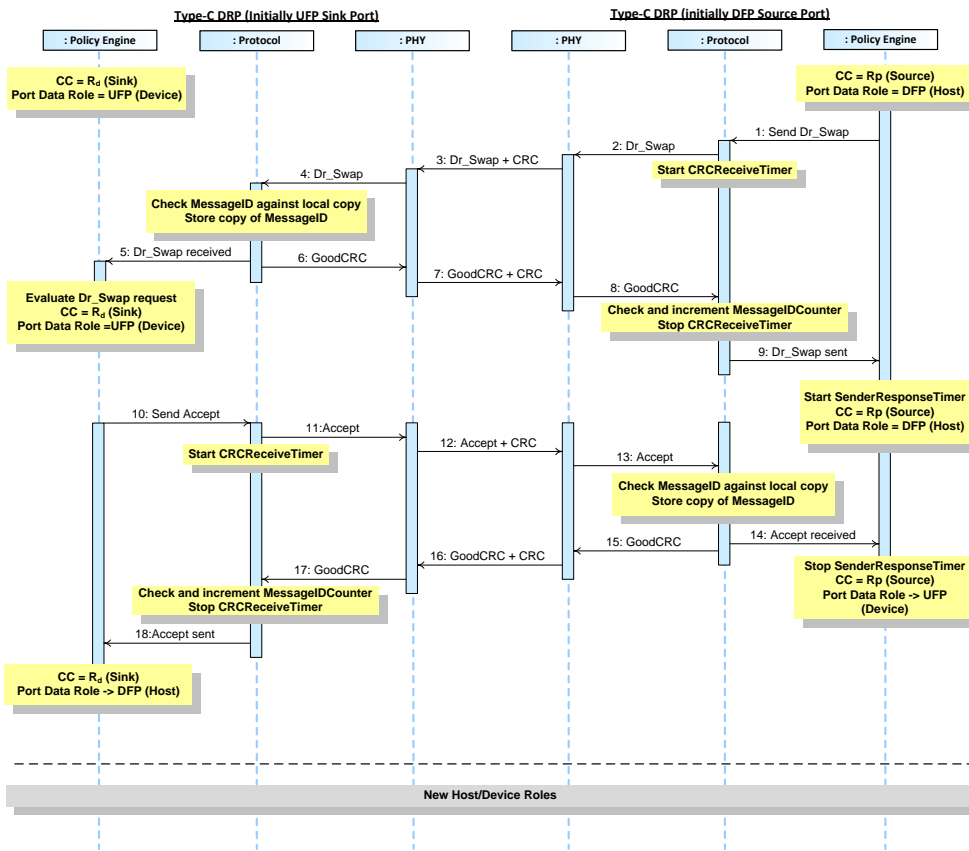 Type-C DRP (Initially UFP Sink Port)
Type-C DRP (initially DFP Source Port)
: Policy Engine
: Protocol
: PHY
: PHY
: Protocol
: Policy Engine
CC = Rd (Sink)
Port Data Role = UFP (Device)
CC = Rp (Source)
Port Data Role = DFP (Host)
1: Send Dr_Swap
2: Dr_Swap
Start CRCReceiveTimer
3: Dr_Swap + CRC
4: Dr_Swap
Check MessageID against local copy
Store copy of MessageID
5: Dr_Swap received
6: GoodCRC
7: GoodCRC + CRC
8: GoodCRC
Evaluate Dr_Swap request
CC = Rd (Sink)
Port Data Role =UFP (Device)
Check and increment MessageIDCounter
Stop CRCReceiveTimer
9: Dr_Swap sent
Start SenderResponseTimer
CC = Rp (Source)
Port Data Role = DFP (Host)
10: Send Accept
11:Accept
Start CRCReceiveTimer
12: Accept + CRC
13: Accept
Check MessageID against local copy
Store copy of MessageID
14: Accept received
15: GoodCRC
16: GoodCRC + CRC
17: GoodCRC
Stop SenderResponseTimer
CC = Rp (Source)
Port Data Role -> UFP
(Device)
Check and increment MessageIDCounter
Stop CRCReceiveTimer
18:Accept sent
CC = Rd (Sink)
Port Data Role -> DFP (Host)
New Host/Device Roles